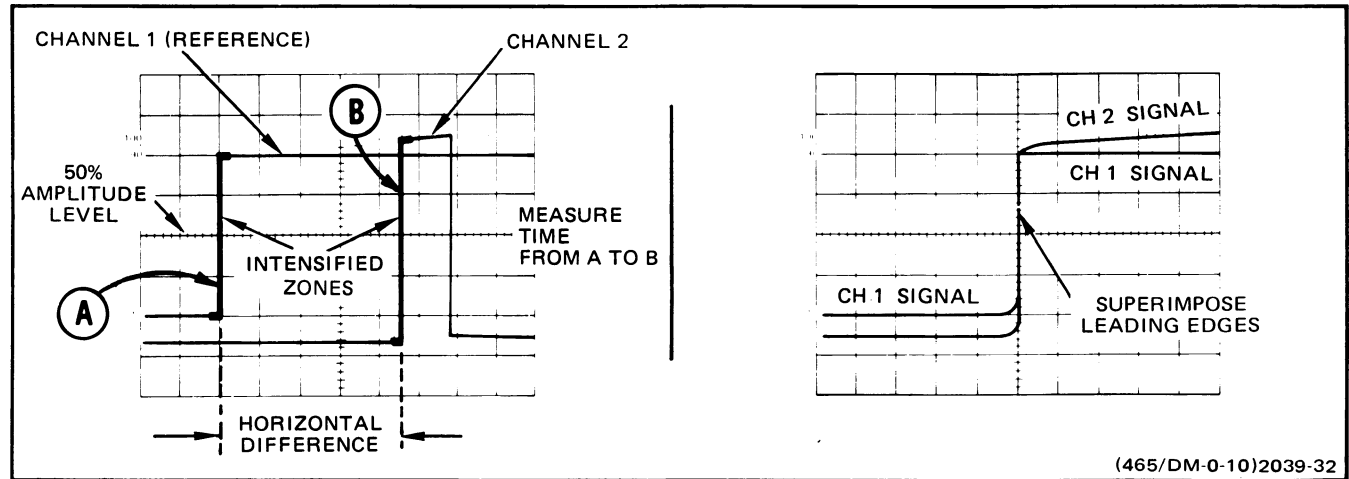 CHANNEL 1 (REFERENCE)
CHANNEL 2
B
50%
AMPLITUDE
LEVEL
MEASURE
TIME
FROM A TO B
INTENSIFIED
ZONES
A
HORIZONTAL
DIFFERENCE
CH 2 SIGNAL
CH 1 SIGNAL
CH 1 SIGNAL
SUPERIMPOSE
LEADING EDGES
(465/DM-0-10)2039-32